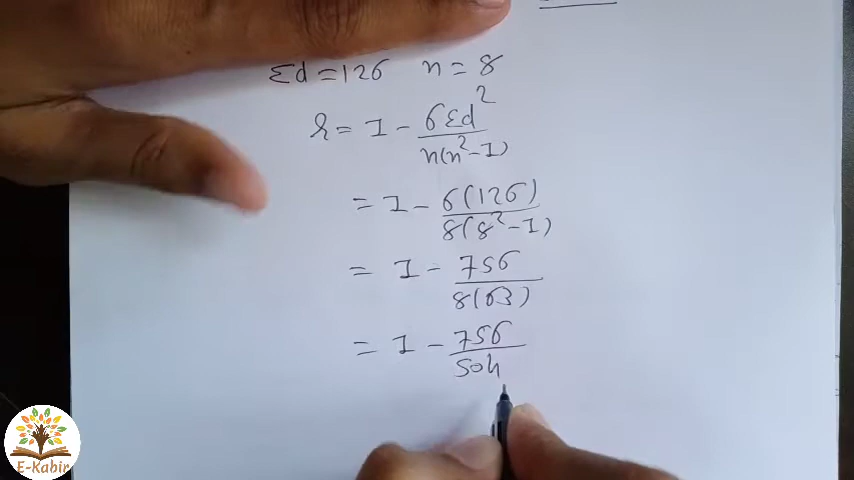 Σd = 126 n = 8
r = 1 - 6Σd² / n(n²-1)
= 1 - 6(126) / 8(8²-1)
= 1 - 756 / 8(63)
= 1 - 756 / 504
E-Kabir